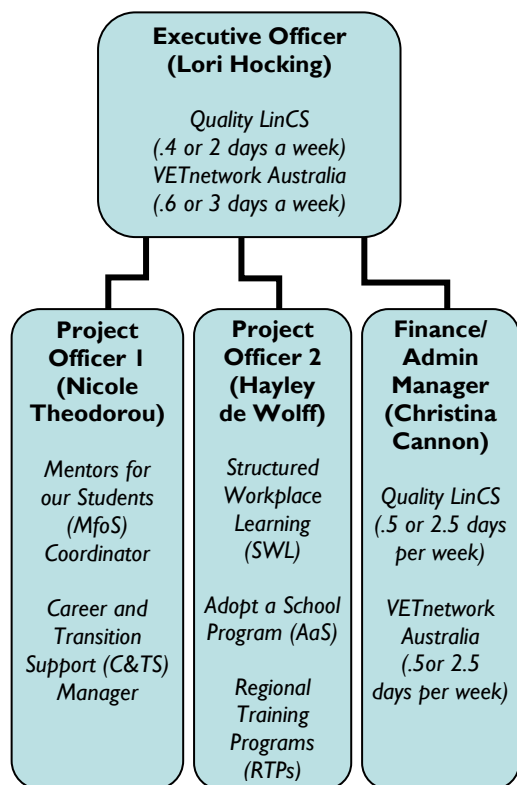 Executive Officer
(Lori Hocking)
Quality LinCS
(.4 or 2 days a week)
VETnetwork Australia
(.6 or 3 days a week)
Project
Officer 1
(Nicole
Theodorou)
Mentors for
our Students
(MfoS)
Coordinator
Career and
Transition
Support (C&TS)
Manager
Project
Officer 2
(Hayley
de Wolff)
Structured
Workplace
Learning
(SWL)
Adopt a School
Program (AaS)
Regional
Training
Programs
(RTPs)
Finance/
Admin
Manager
(Christina
Cannon)
Quality LinCS
(.5 or 2.5 days
per week)
VETnetwork
Australia
(.5or 2.5
days per week)